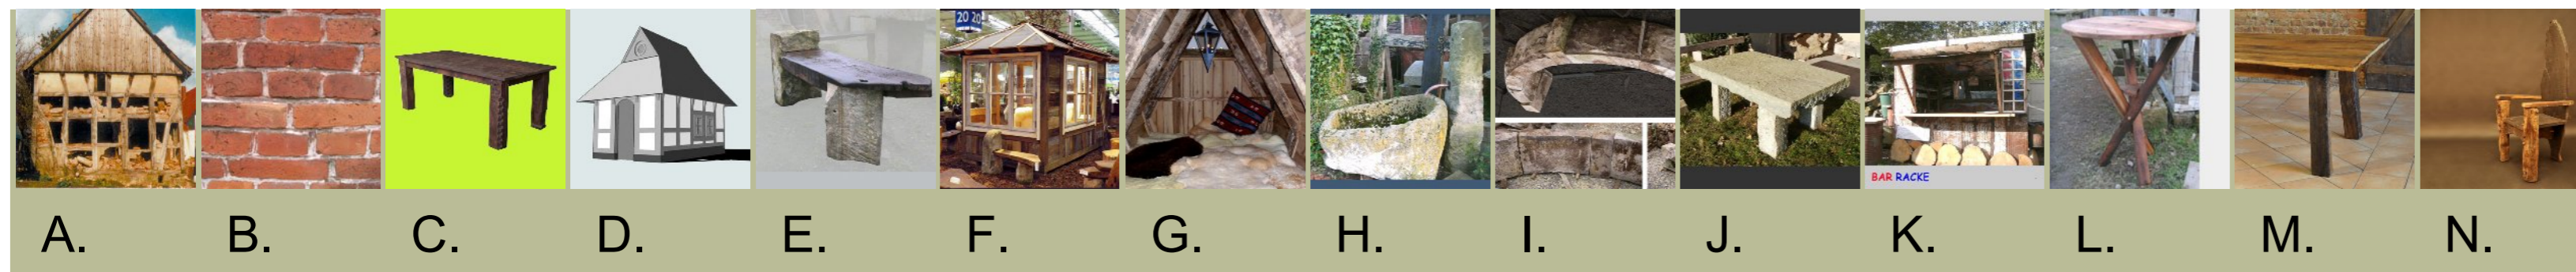 20 20
BAR RACKE
A. B. C. D. E. F. G. H. I. J. K. L. M. N.